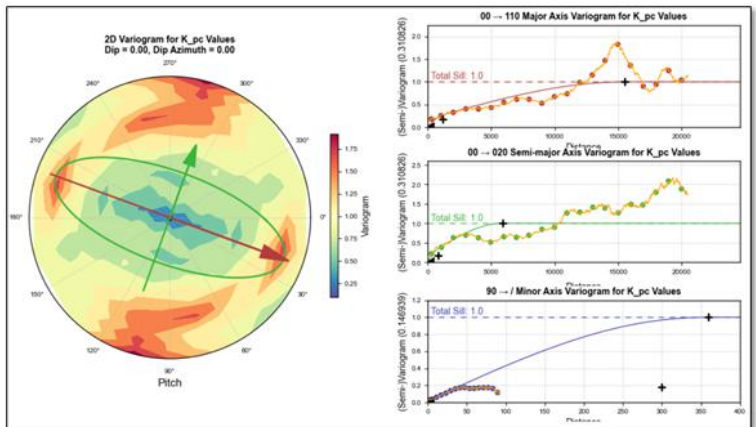 2D Variogram for K_pc Values
Dip = 0.00, Dip Azimuth = 0.00
270°
240°
300°
210°
330°
180°
0°
150°
30°
120°
60°
90°
Pitch
1.75
1.50
1.25
1.00
0.75
0.50
0.25
Variogram
00 → 110 Major Axis Variogram for K_pc Values
(Semi-)Variogram (0.310826)
2.0
1.5
1.0
0.5
0.0
Total Sill: 1.0
0 5000 10000 15000 20000
Distance
00 → 020 Semi-major Axis Variogram for K_pc Values
(Semi-)Variogram (0.310826)
2.5
2.0
1.5
1.0
0.5
0.0
Total Sill: 1.0
0 5000 10000 15000 20000
Distance
90 → / Minor Axis Variogram for K_pc Values
(Semi-)Variogram (0.146939)
1.2
1.0
0.8
0.6
0.4
0.2
0.0
Total Sill: 1.0
0 50 100 150 200 250 300 350 400
Distance